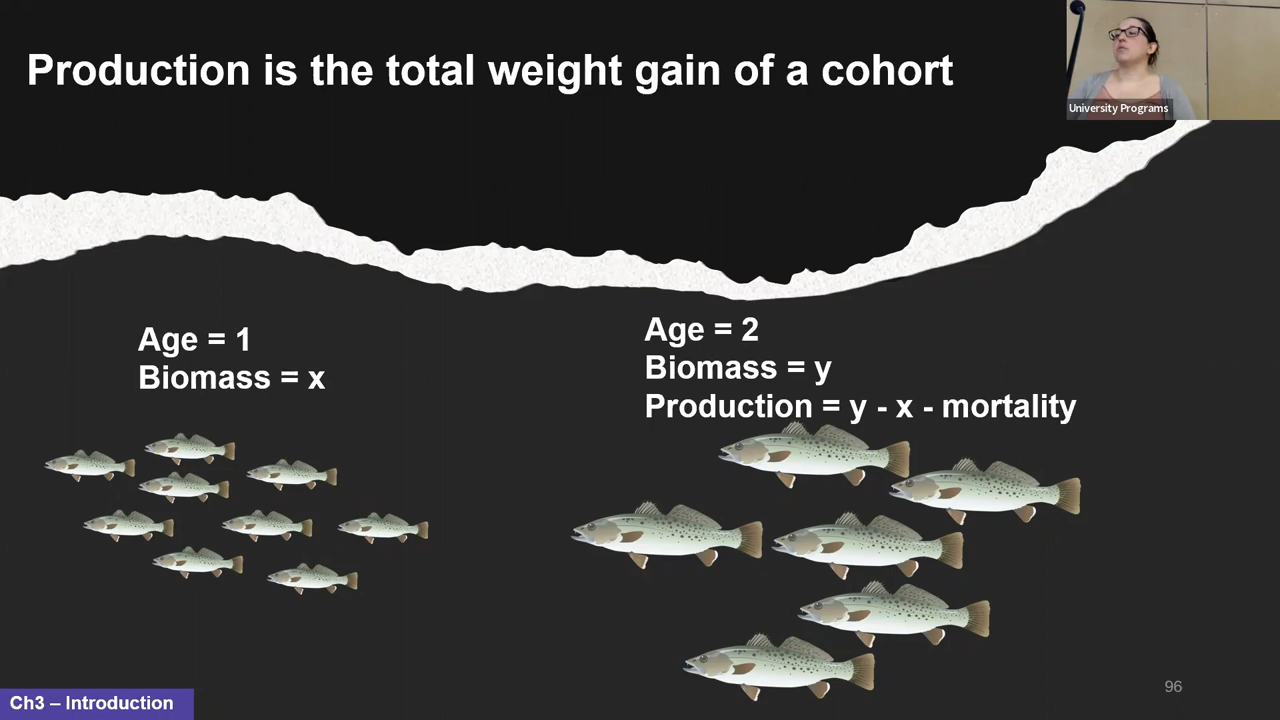 Production is the total weight gain of a cohort
University Programs
Age = 1
Biomass = x
Age = 2
Biomass = y
Production = y - x - mortality
96
Ch3 – Introduction